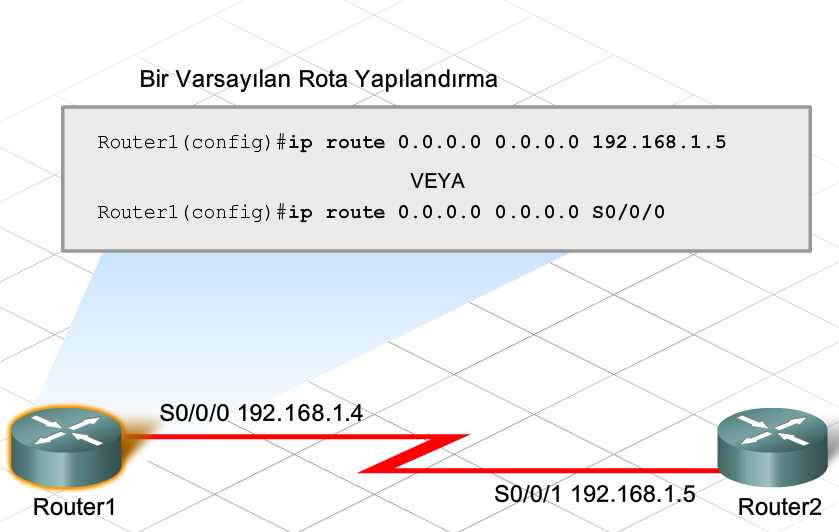 Bir Varsayılan Rota Yapılandırma
Router1(config)#ip route 0.0.0.0 0.0.0.0 192.168.1.5
VEYA
Router1(config)#ip route 0.0.0.0 0.0.0.0 S0/0/0
S0/0/0 192.168.1.4
S0/0/1 192.168.1.5
Router1
Router2